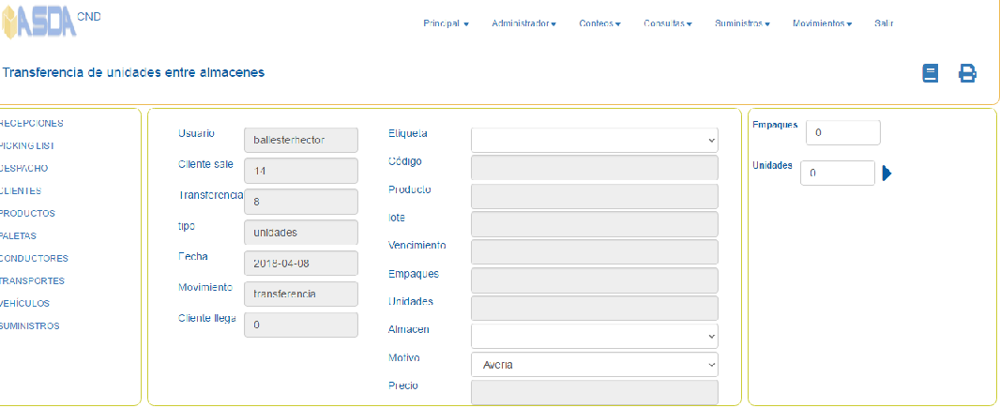 ASDA CND
Principal Administrador Conteos Consultas Suministros Movimientos Salir
Transferencia de unidades entre almacenes
RECEPCIONES
PICKING LIST
DESPACHO
CLIENTES
PRODUCTOS
PALETAS
CONDUCTORES
TRANSPORTES
VEHÍCULOS
SUMINISTROS
Usuario ballesterhector
Cliente sale 14
Transferencia 8
tipo unidades
Fecha 2018-04-08
Movimiento transferencia
Cliente llega 0
Etiqueta
Código
Producto
lote
Vencimiento
Empaques
Unidades
Almacen
Motivo Averia
Precio
Empaques 0
Unidades 0